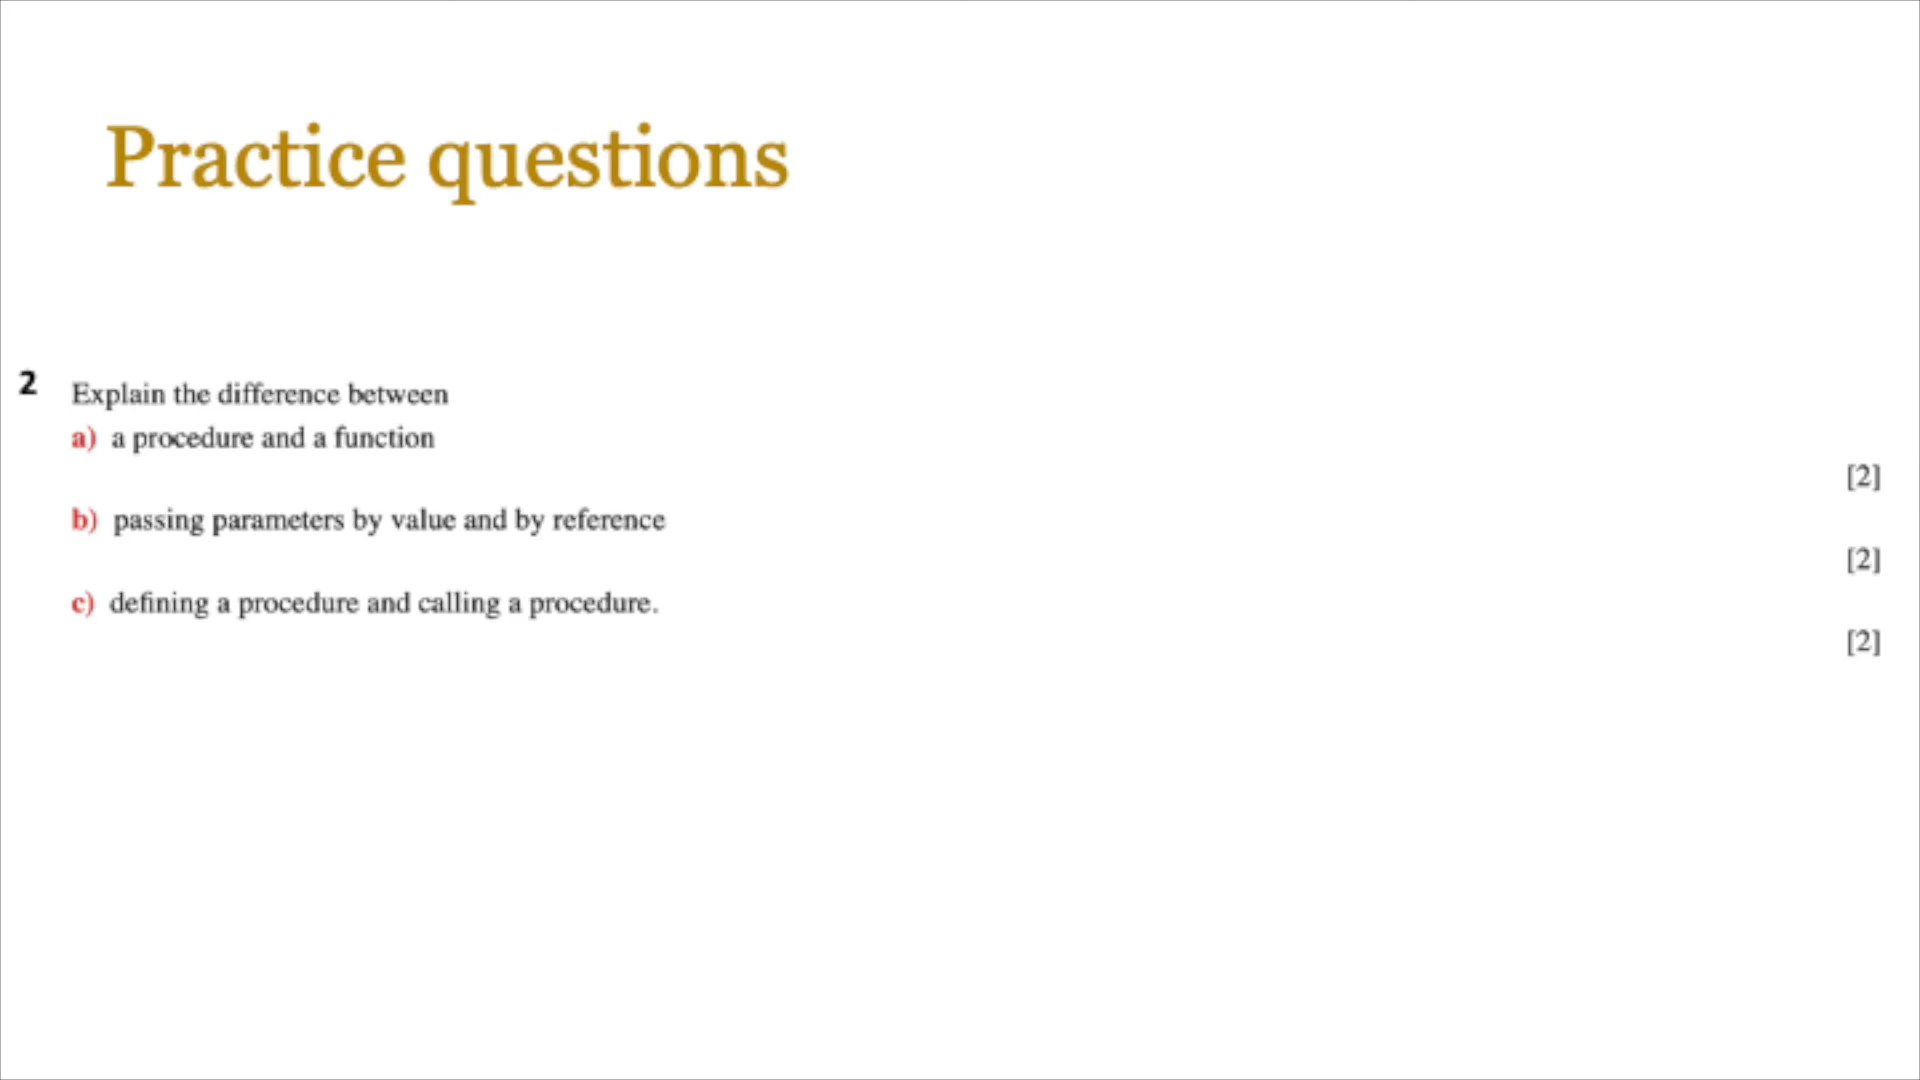 Practice questions
2 Explain the difference between
a) a procedure and a function
[2]
b) passing parameters by value and by reference
[2]
c) defining a procedure and calling a procedure.
[2]